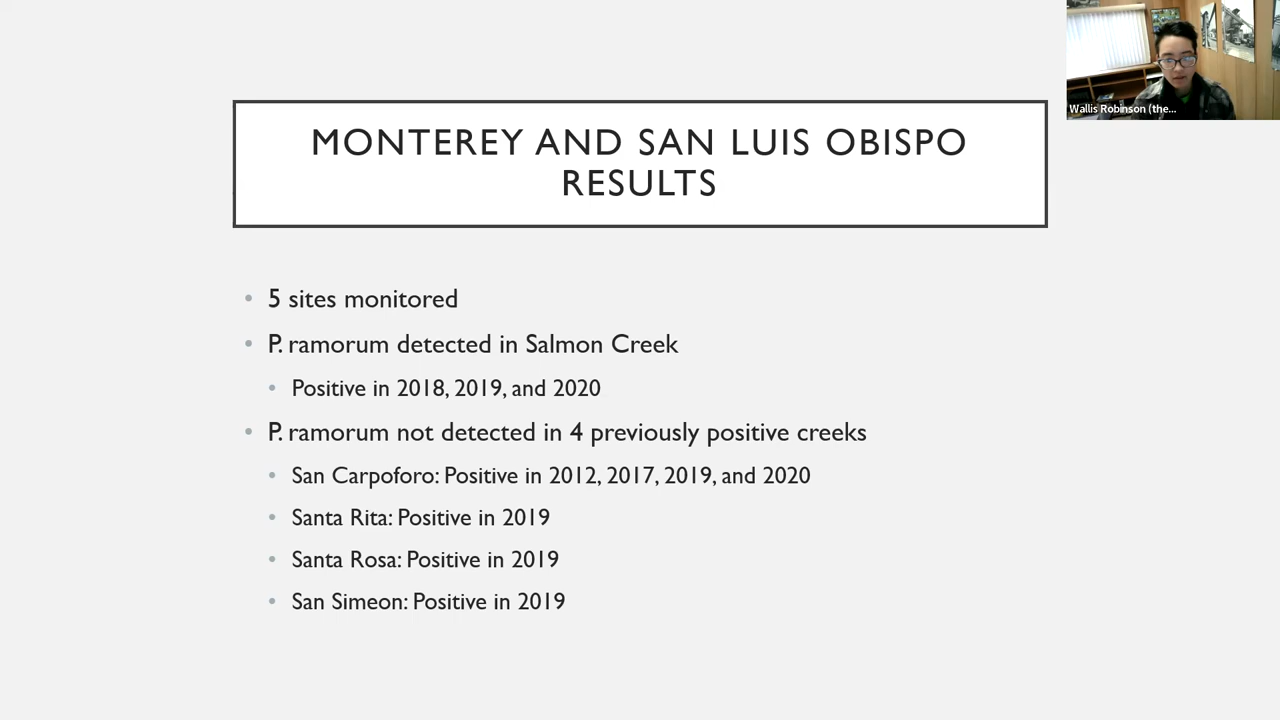 MONTEREY AND SAN LUIS OBISPO
RESULTS
5 sites monitored
P. ramorum detected in Salmon Creek
Positive in 2018, 2019, and 2020
P. ramorum not detected in 4 previously positive creeks
San Carpoforo: Positive in 2012, 2017, 2019, and 2020
Santa Rita: Positive in 2019
Santa Rosa: Positive in 2019
San Simeon: Positive in 2019
Wallis Robinson (the...